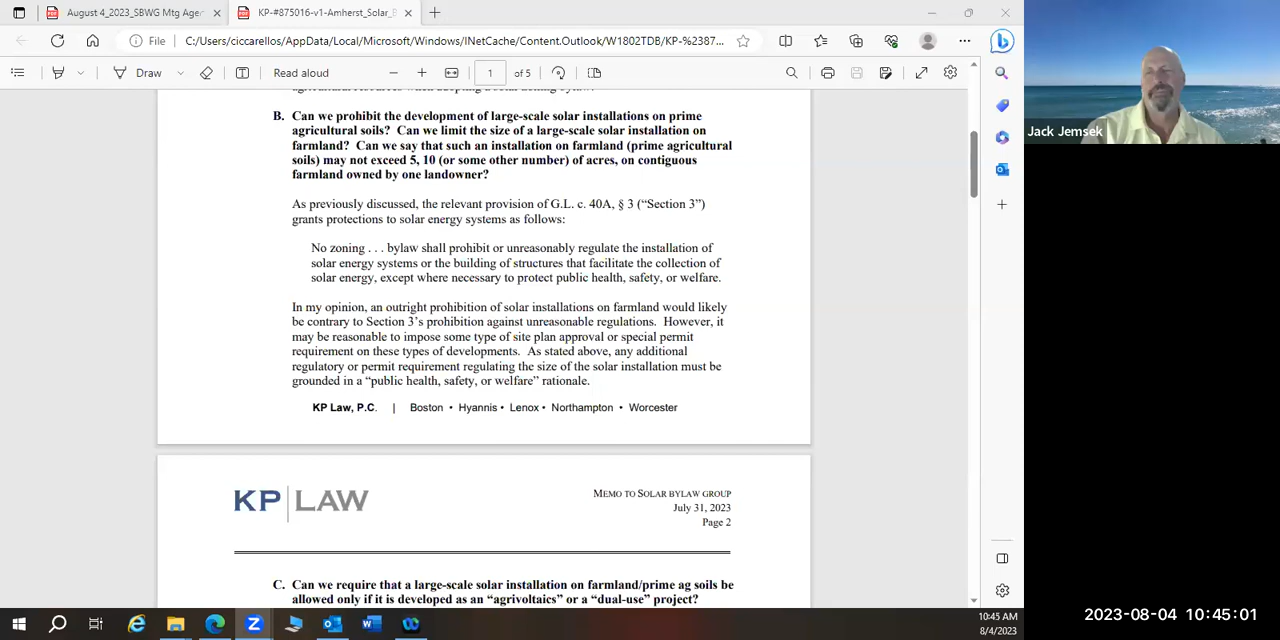 August 4_2023_SBWG Mtg Age
KP-#875016-v1-Amherst_Solar_B
File
C:/Users/ciccarellos/AppData/Local/Microsoft/Windows/INetCache/Content.Outlook/W1802TDB/KP-%2387...
Draw
Read aloud
1
of 5
agricultural resources when adopting a solar zoning bylaw.
B. Can we prohibit the development of large-scale solar installations on prime
agricultural soils? Can we limit the size of a large-scale solar installation on
farmland? Can we say that such an installation on farmland (prime agricultural
soils) may not exceed 5, 10 (or some other number) of acres, on contiguous
farmland owned by one landowner?
As previously discussed, the relevant provision of G.L. c. 40A, § 3 (“Section 3”)
grants protections to solar energy systems as follows:
No zoning . . . bylaw shall prohibit or unreasonably regulate the installation of
solar energy systems or the building of structures that facilitate the collection of
solar energy, except where necessary to protect public health, safety, or welfare.
In my opinion, an outright prohibition of solar installations on farmland would likely
be contrary to Section 3’s prohibition against unreasonable regulations. However, it
may be reasonable to impose some type of site plan approval or special permit
requirement on these types of developments. As stated above, any additional
regulatory or permit requirement regulating the size of the solar installation must be
grounded in a “public health, safety, or welfare” rationale.
KP Law, P.C. | Boston • Hyannis • Lenox • Northampton • Worcester
KP LAW
MEMO TO SOLAR BYLAW GROUP
July 31, 2023
Page 2
C. Can we require that a large-scale solar installation on farmland/prime ag soils be
allowed only if it is developed as an “agrivoltaics” or a “dual-use” project?
Jack Jemsek
10:45 AM
8/4/2023
2023-08-04 10:45:01